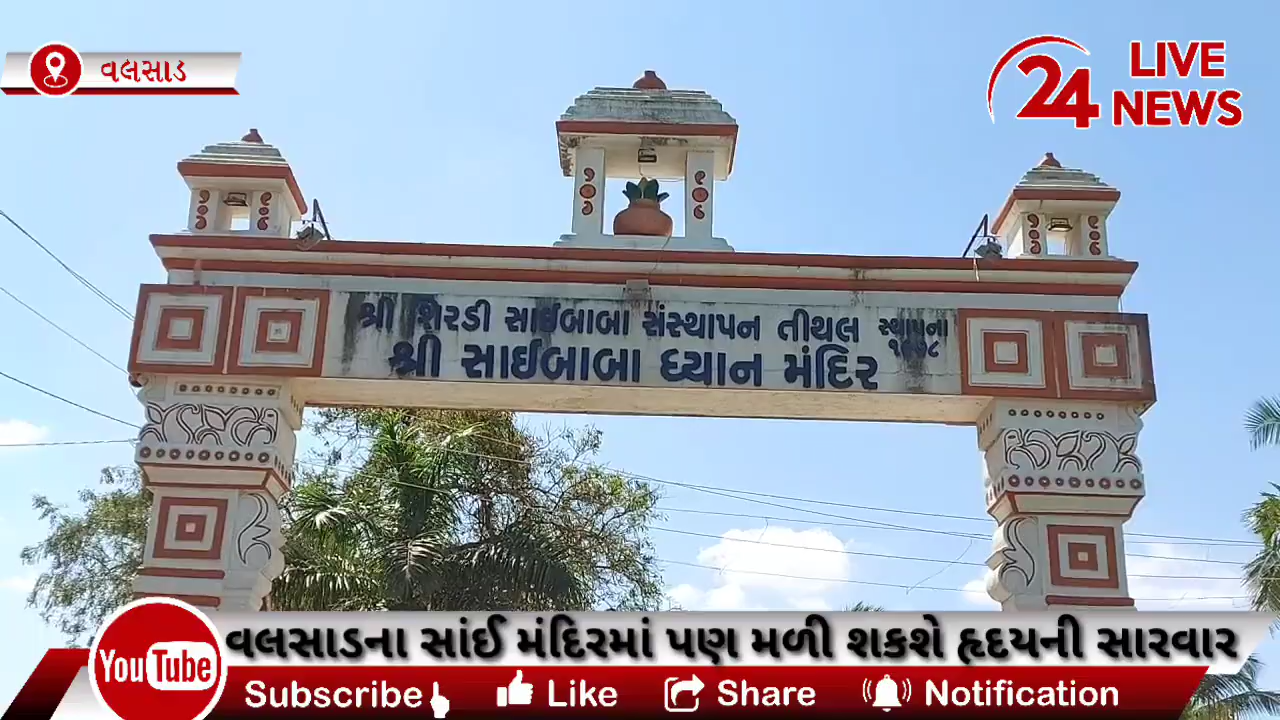 વલસાડ
24 LIVE
NEWS
શ્રી શિરડી સાઈબાબા સંસ્થાપન તીથલ સ્થાપના
શ્રી સાઈબાબા ધ્યાન મંદિર
વલસાડના સાંઈ મંદિરમાં પણ મળી શકશે હૃદયની સારવાર
YouTube
Subscribe Like Share Notification